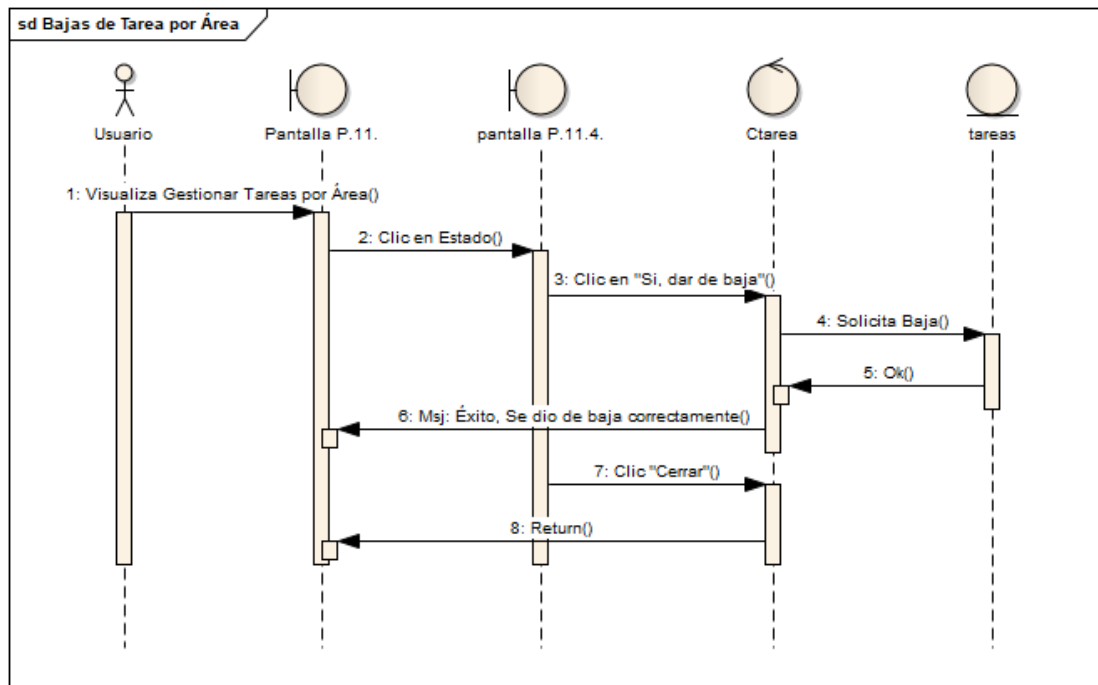 sd Bajas de Tarea por Área
Usuario
Pantalla P.11.
pantalla P.11.4.
Ctarea
tareas
1: Visualiza Gestionar Tareas por Área()
2: Clic en Estado()
3: Clic en "Si, dar de baja"()
4: Solicita Baja()
5: Ok()
6: Msj: Éxito, Se dio de baja correctamente()
7: Clic "Cerrar"()
8: Return()